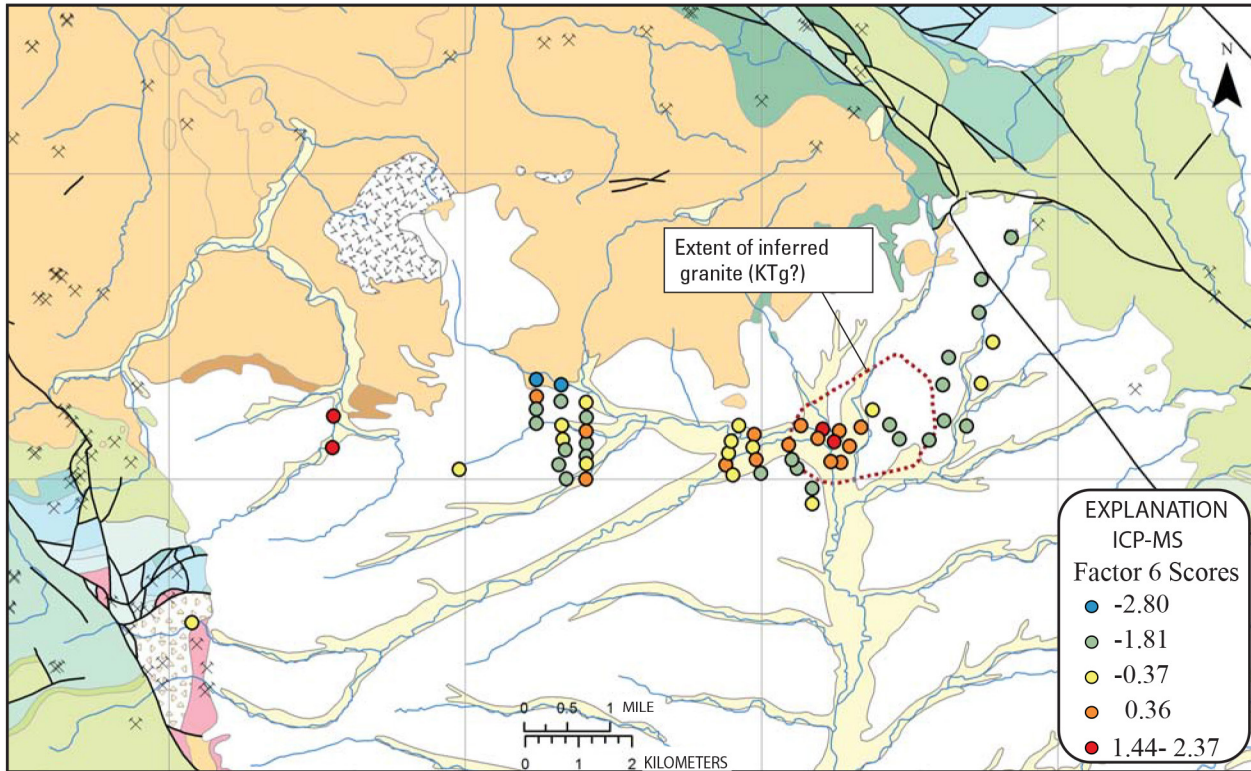 N
Extent of inferred
granite (KTg?)
EXPLANATION
ICP-MS
Factor 6 Scores
-2.80
-1.81
-0.37
0.36
1.44- 2.37
0 0.5 1 MILE
0 1 2 KILOMETERS